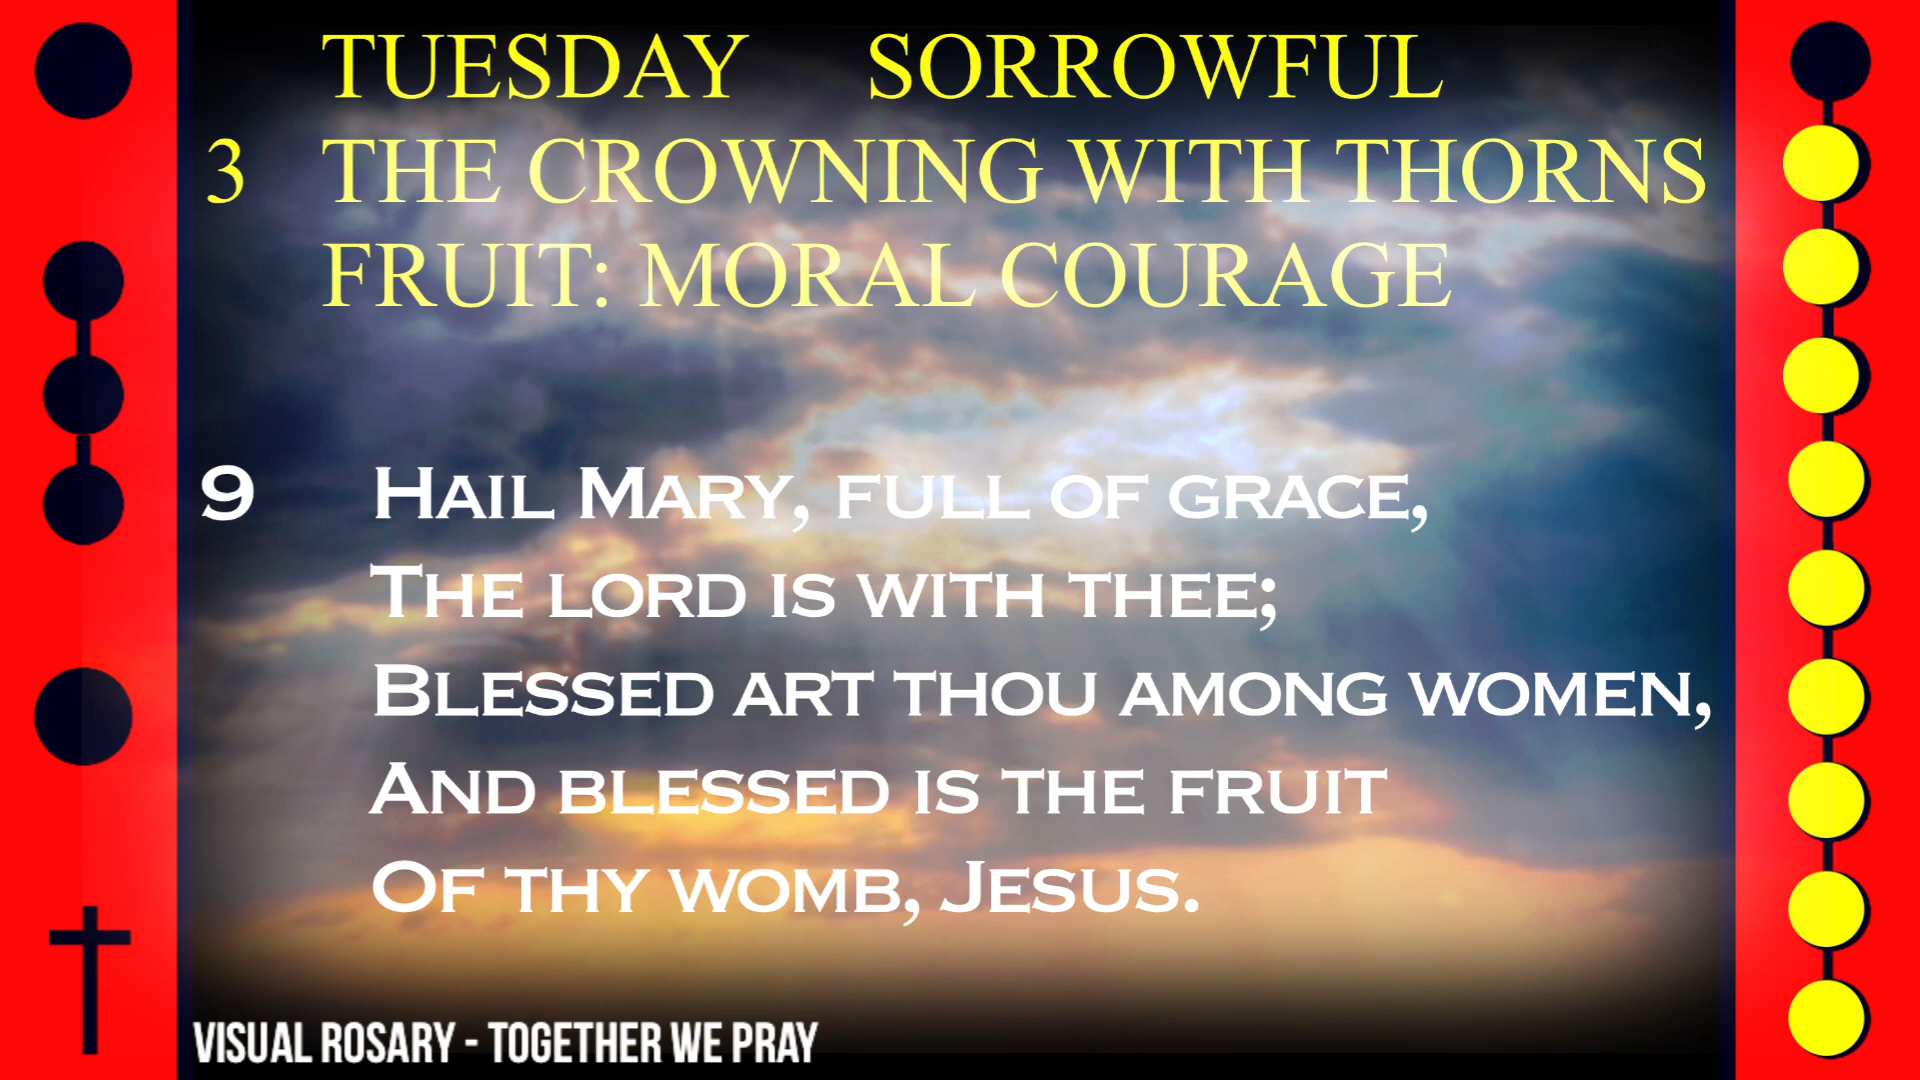 TUESDAY SORROWFUL
3 THE CROWNING WITH THORNS
FRUIT: MORAL COURAGE
9 HAIL MARY, FULL OF GRACE,
THE LORD IS WITH THEE;
BLESSED ART THOU AMONG WOMEN,
AND BLESSED IS THE FRUIT
OF THY WOMB, JESUS.
VISUAL ROSARY - TOGETHER WE PRAY